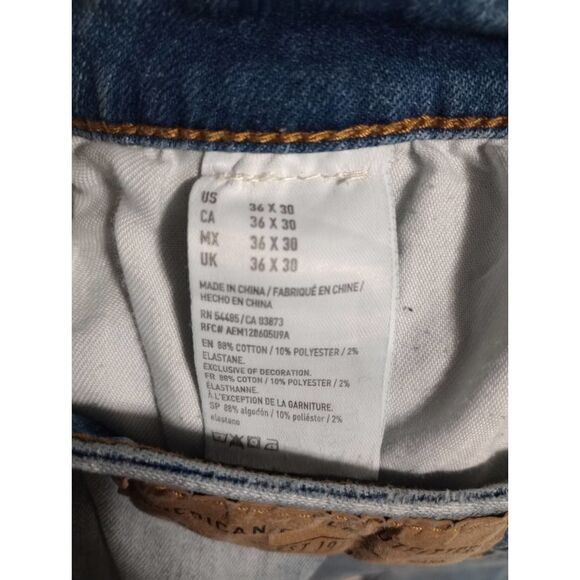 US 36 X 30
CA 36 X 30
MX 36 X 30
UK 36 X 30
MADE IN CHINA / FABRIQUÉ EN CHINE /
HECHO EN CHINA
RN 54485 / CA 03873
RFC# AEM120605U9A
EN 88% COTTON / 10% POLYESTER / 2%
ELASTANE.
EXCLUSIVE OF DECORATION.
FR 88% COTON / 10% POLYESTER / 2%
ELASTHANNE.
À L'EXCEPTION DE LA GARNITURE.
SP 88% algodón / 10% poliéster / 2%
elastano